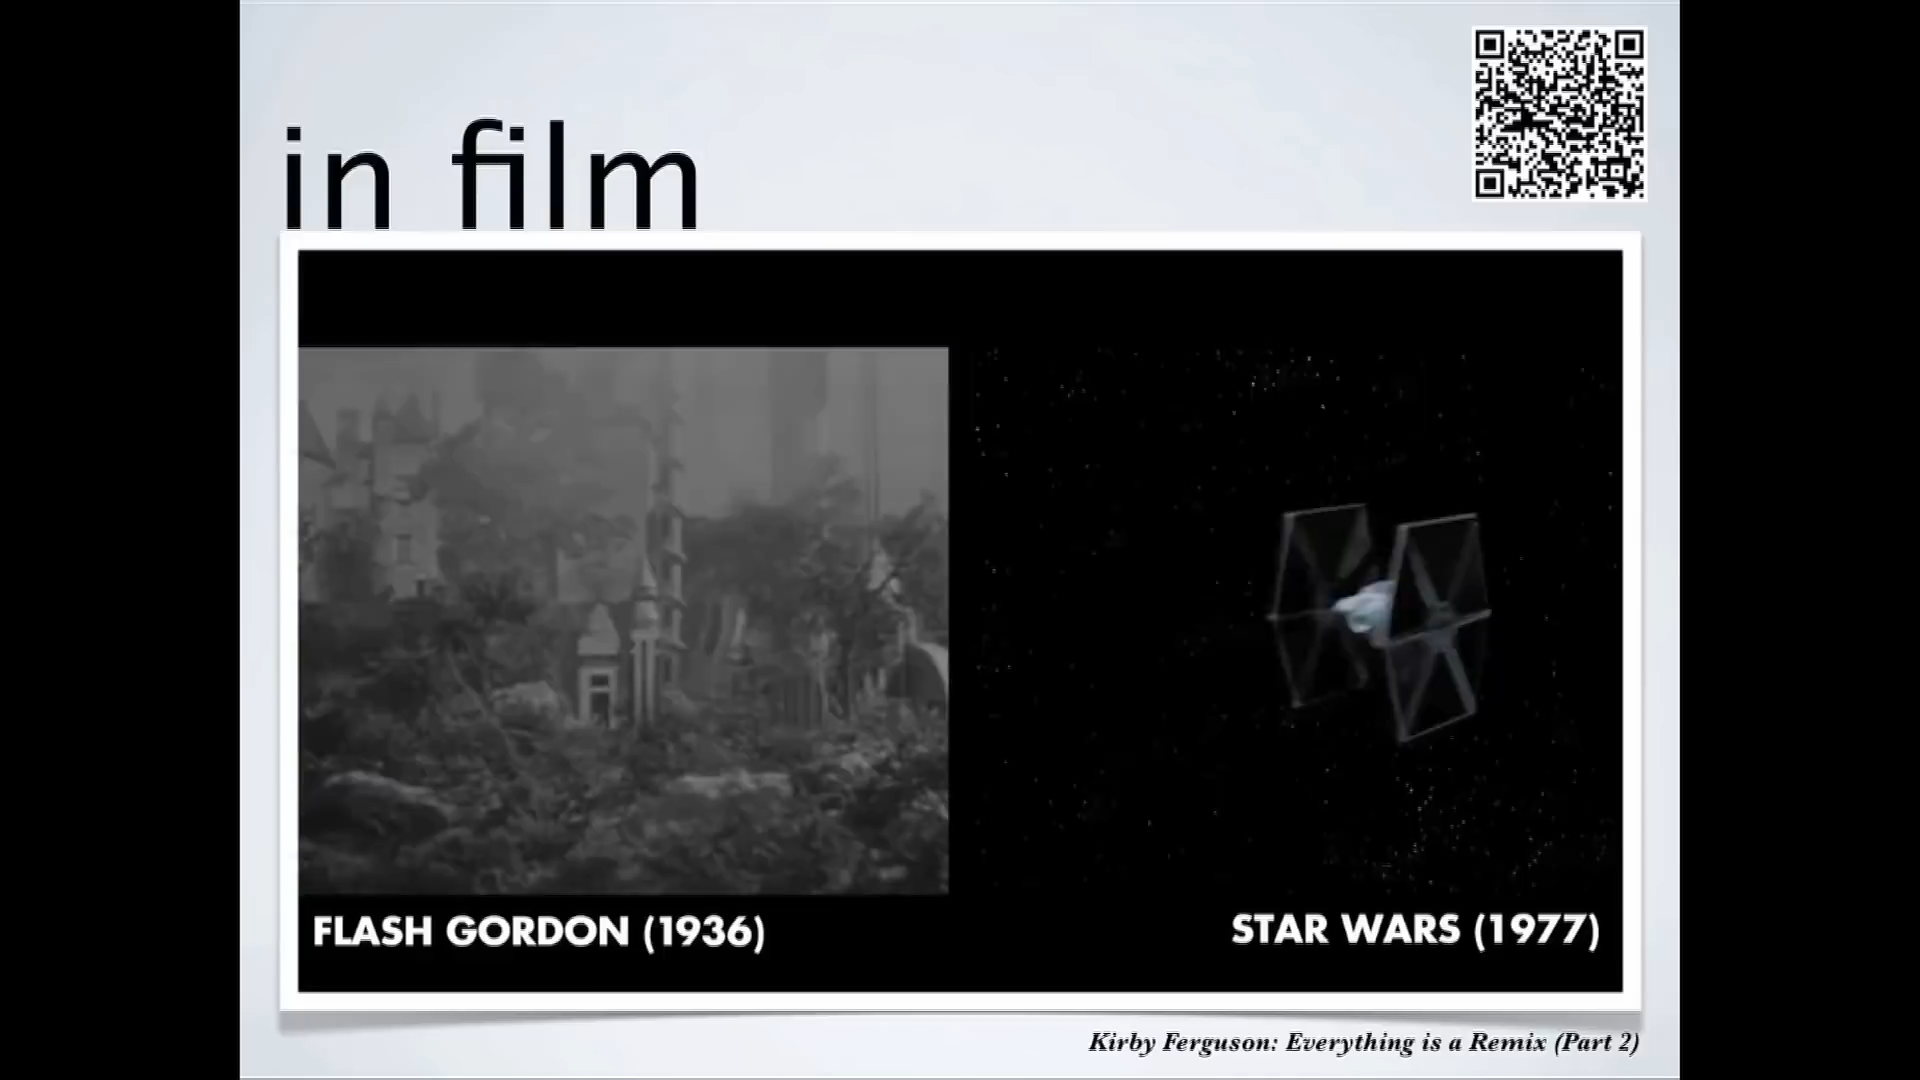 in film
FLASH GORDON (1936)
STAR WARS (1977)
Kirby Ferguson: Everything is a Remix (Part 2)